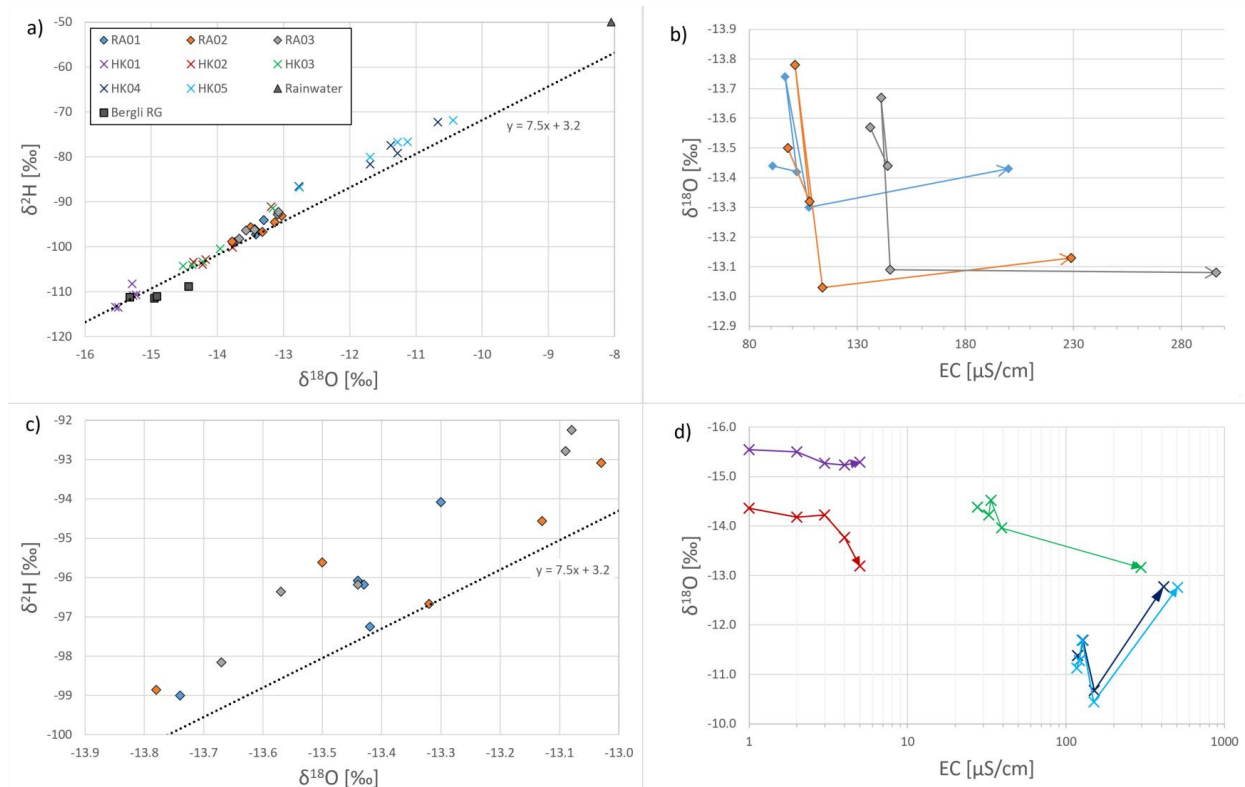 a)
-50
-60
-70
-80
-90
-100
-110
-120
δ²H [‰]
RA01 RA02 RA03
HK01 HK02 HK03
HK04 HK05 Rainwater
Bergli RG
y = 7.5x + 3.2
-16 -15 -14 -13 -12 -11 -10 -9 -8
δ¹⁸O [‰]
b)
-13.8
-13.7
-13.6
-13.5
-13.4
-13.3
-13.2
-13.1
-13.0
-12.9
δ¹⁸O [‰]
80 130 180 230 280
EC [µS/cm]
c)
-92
-93
-94
-95
-96
-97
-98
-99
-100
δ²H [‰]
y = 7.5x + 3.2
-13.9 -13.8 -13.7 -13.6 -13.5 -13.4 -13.3 -13.2 -13.1 -13.0
δ¹⁸O [‰]
d)
-16.0
-15.0
-14.0
-13.0
-12.0
-11.0
-10.0
δ¹⁸O [‰]
1 10 100 1000
EC [µS/cm]